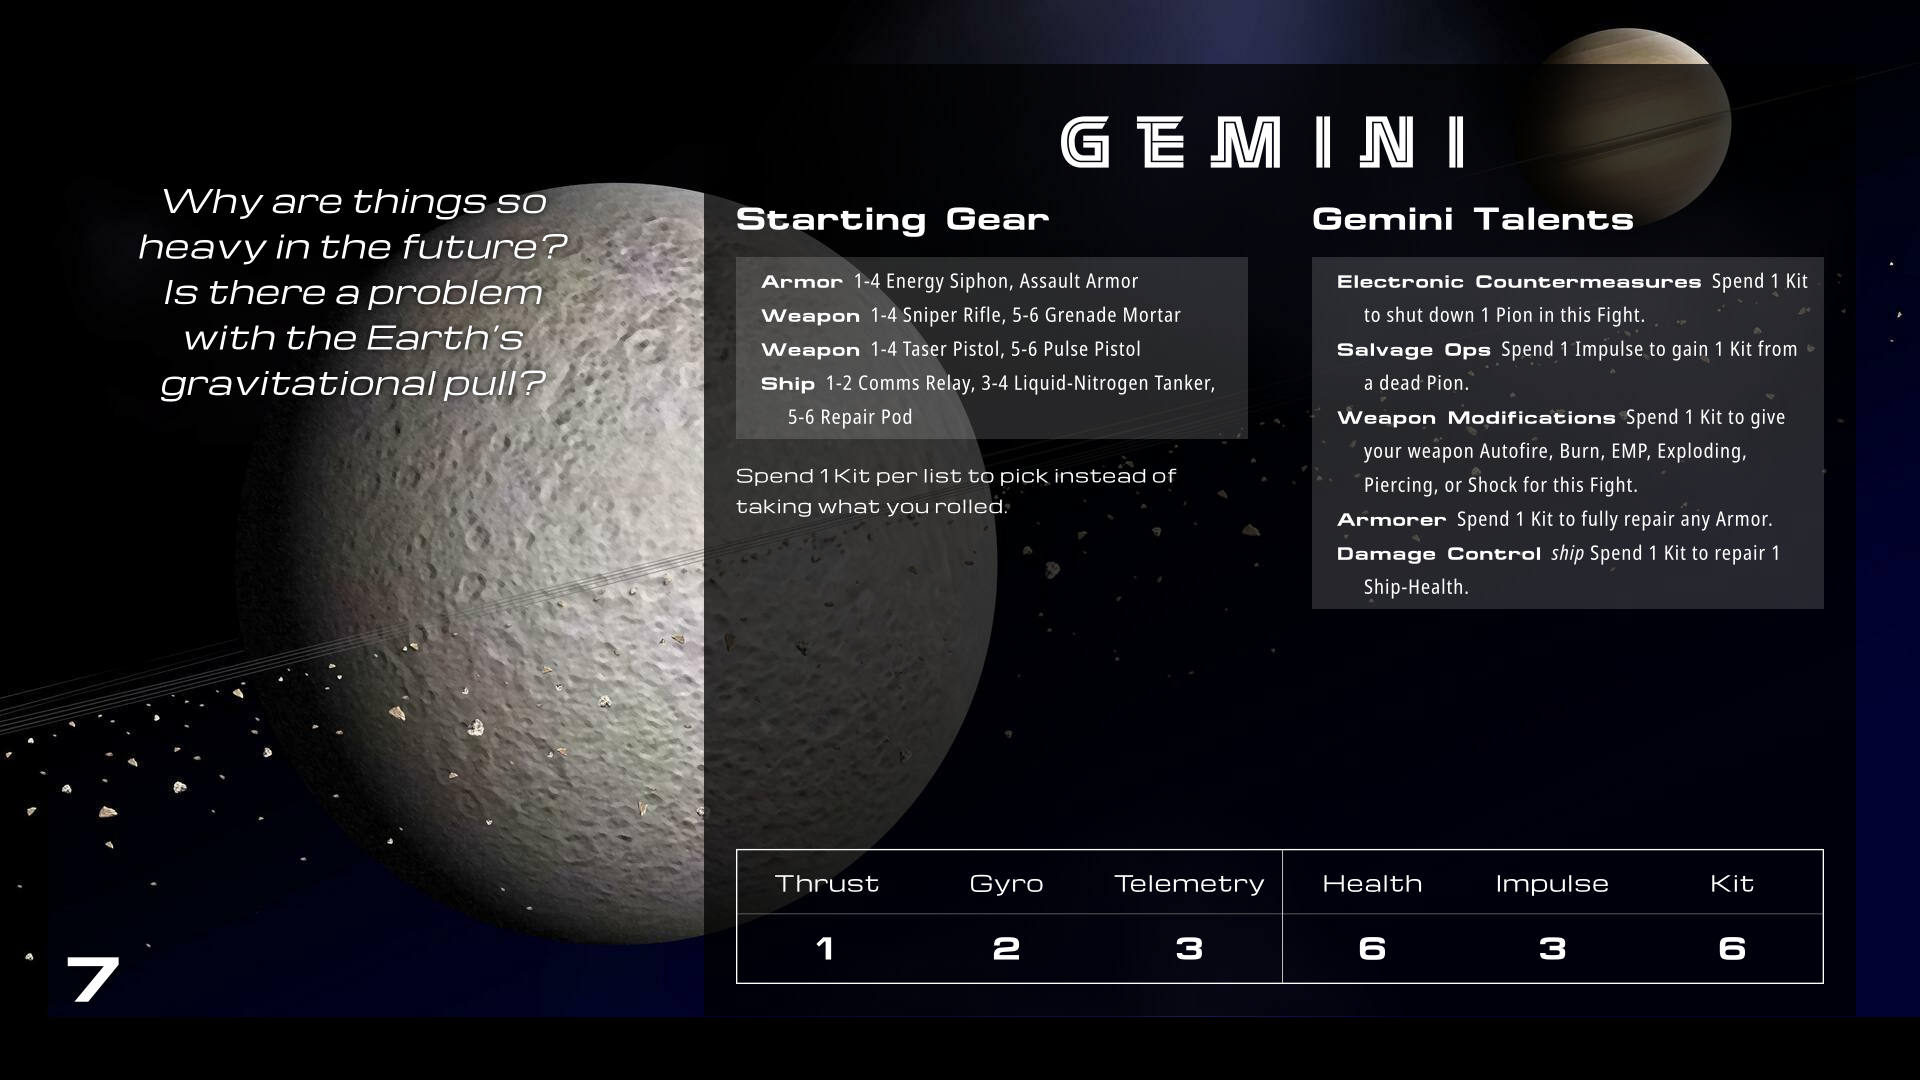 Why are things so
heavy in the future?
Is there a problem
with the Earth's
gravitational pull?
GEMINI
Starting Gear
Armor 1-4 Energy Siphon, Assault Armor
Weapon 1-4 Sniper Rifle, 5-6 Grenade Mortar
Weapon 1-4 Taser Pistol, 5-6 Pulse Pistol
Ship 1-2 Comms Relay, 3-4 Liquid-Nitrogen Tanker,
5-6 Repair Pod
Spend 1 Kit per list to pick instead of
taking what you rolled.
Gemini Talents
Electronic Countermeasures Spend 1 Kit
to shut down 1 Pion in this Fight.
Salvage Ops Spend 1 Impulse to gain 1 Kit from
a dead Pion.
Weapon Modifications Spend 1 Kit to give
your weapon Autofire, Burn, EMP, Exploding,
Piercing, or Shock for this Fight.
Armorer Spend 1 Kit to fully repair any Armor.
Damage Control ship Spend 1 Kit to repair 1
Ship-Health.
Thrust Gyro Telemetry Health Impulse Kit
1 2 3 6 3 6
7